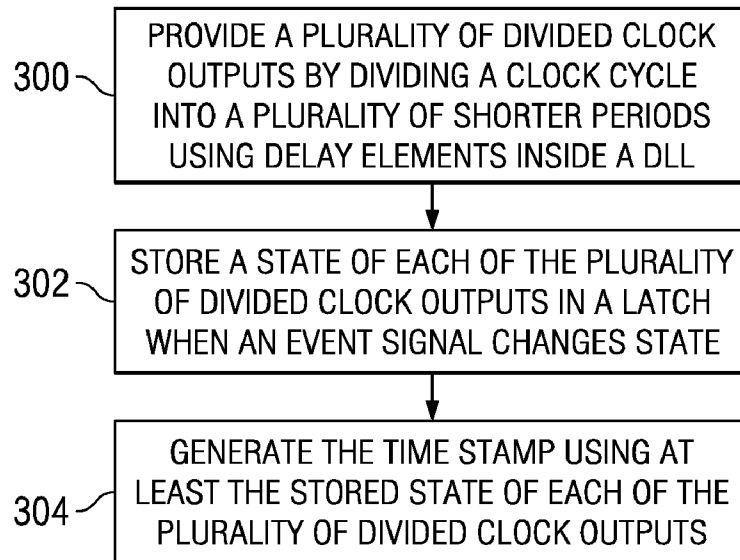 PROVIDE A PLURALITY OF DIVIDED CLOCK
OUTPUTS BY DIVIDING A CLOCK CYCLE
INTO A PLURALITY OF SHORTER PERIODS
USING DELAY ELEMENTS INSIDE A DLL
300
STORE A STATE OF EACH OF THE PLURALITY
OF DIVIDED CLOCK OUTPUTS IN A LATCH
WHEN AN EVENT SIGNAL CHANGES STATE
302
GENERATE THE TIME STAMP USING AT
LEAST THE STORED STATE OF EACH OF THE
PLURALITY OF DIVIDED CLOCK OUTPUTS
304